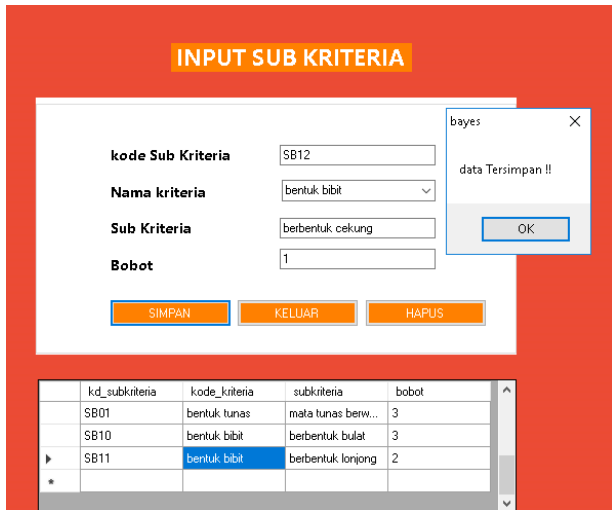 INPUT SUB KRITERIA
bayes
data Tersimpan !!
OK
kode Sub Kriteria SB12
Nama kriteria bentuk bibit
Sub Kriteria berbentuk cekung
Bobot 1
SIMPAN KELUAR HAPUS
kd_subkriteria kode_kriteria subkriteria bobot
SB01 bentuk tunas mata tunas berw... 3
SB10 bentuk bibit berbentuk bulat 3
SB11 bentuk bibit berbentuk lonjong 2